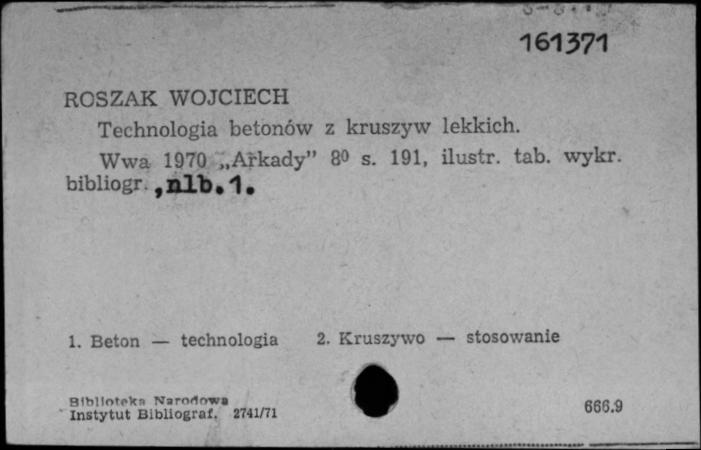 161371
ROSZAK WOJCIECH
Technologia betonów z kruszyw lekkich.
Wwa 1970 „Arkady” 8⁰ s. 191, ilustr. tab. wykr.
bibliogr. , nlb. 1.
1. Beton — technologia 2. Kruszywo — stosowanie
Biblioteka Narodowa
Instytut Bibliograf. 2741/71
666.9